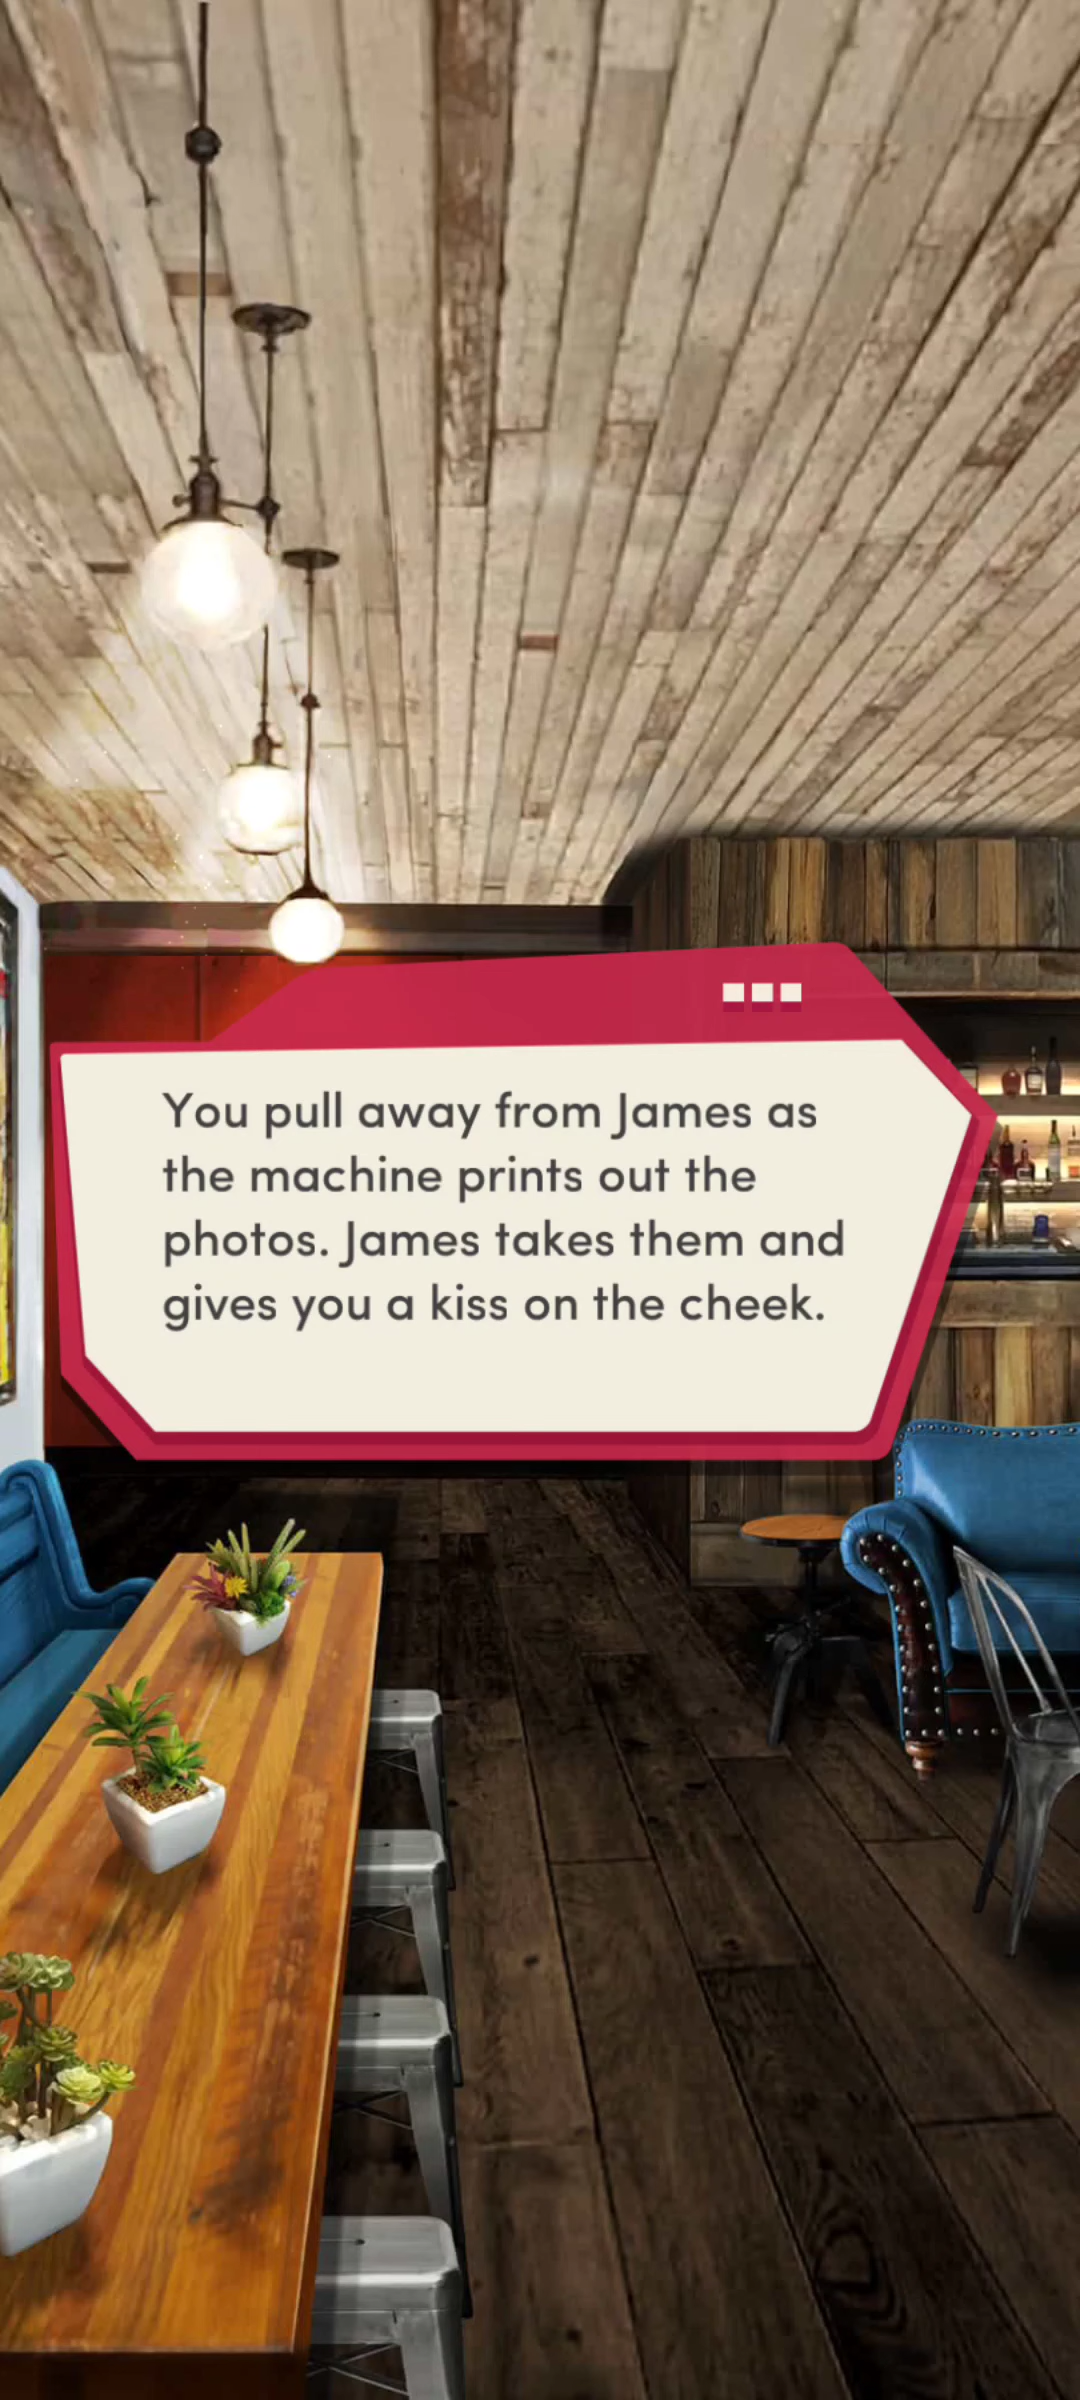 You pull away from James as
the machine prints out the
photos. James takes them and
gives you a kiss on the cheek.